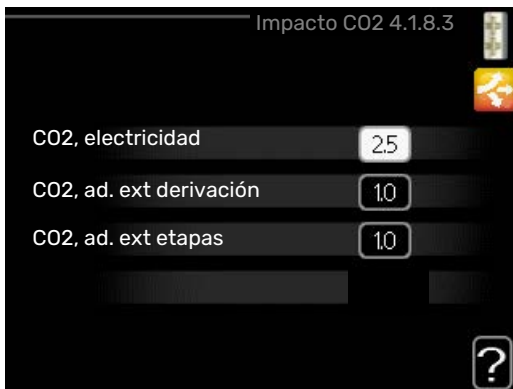 Impacto CO2 4.1.8.3
CO2, electricidad 2.5
CO2, ad. ext derivación 1.0
CO2, ad. ext etapas 1.0
?